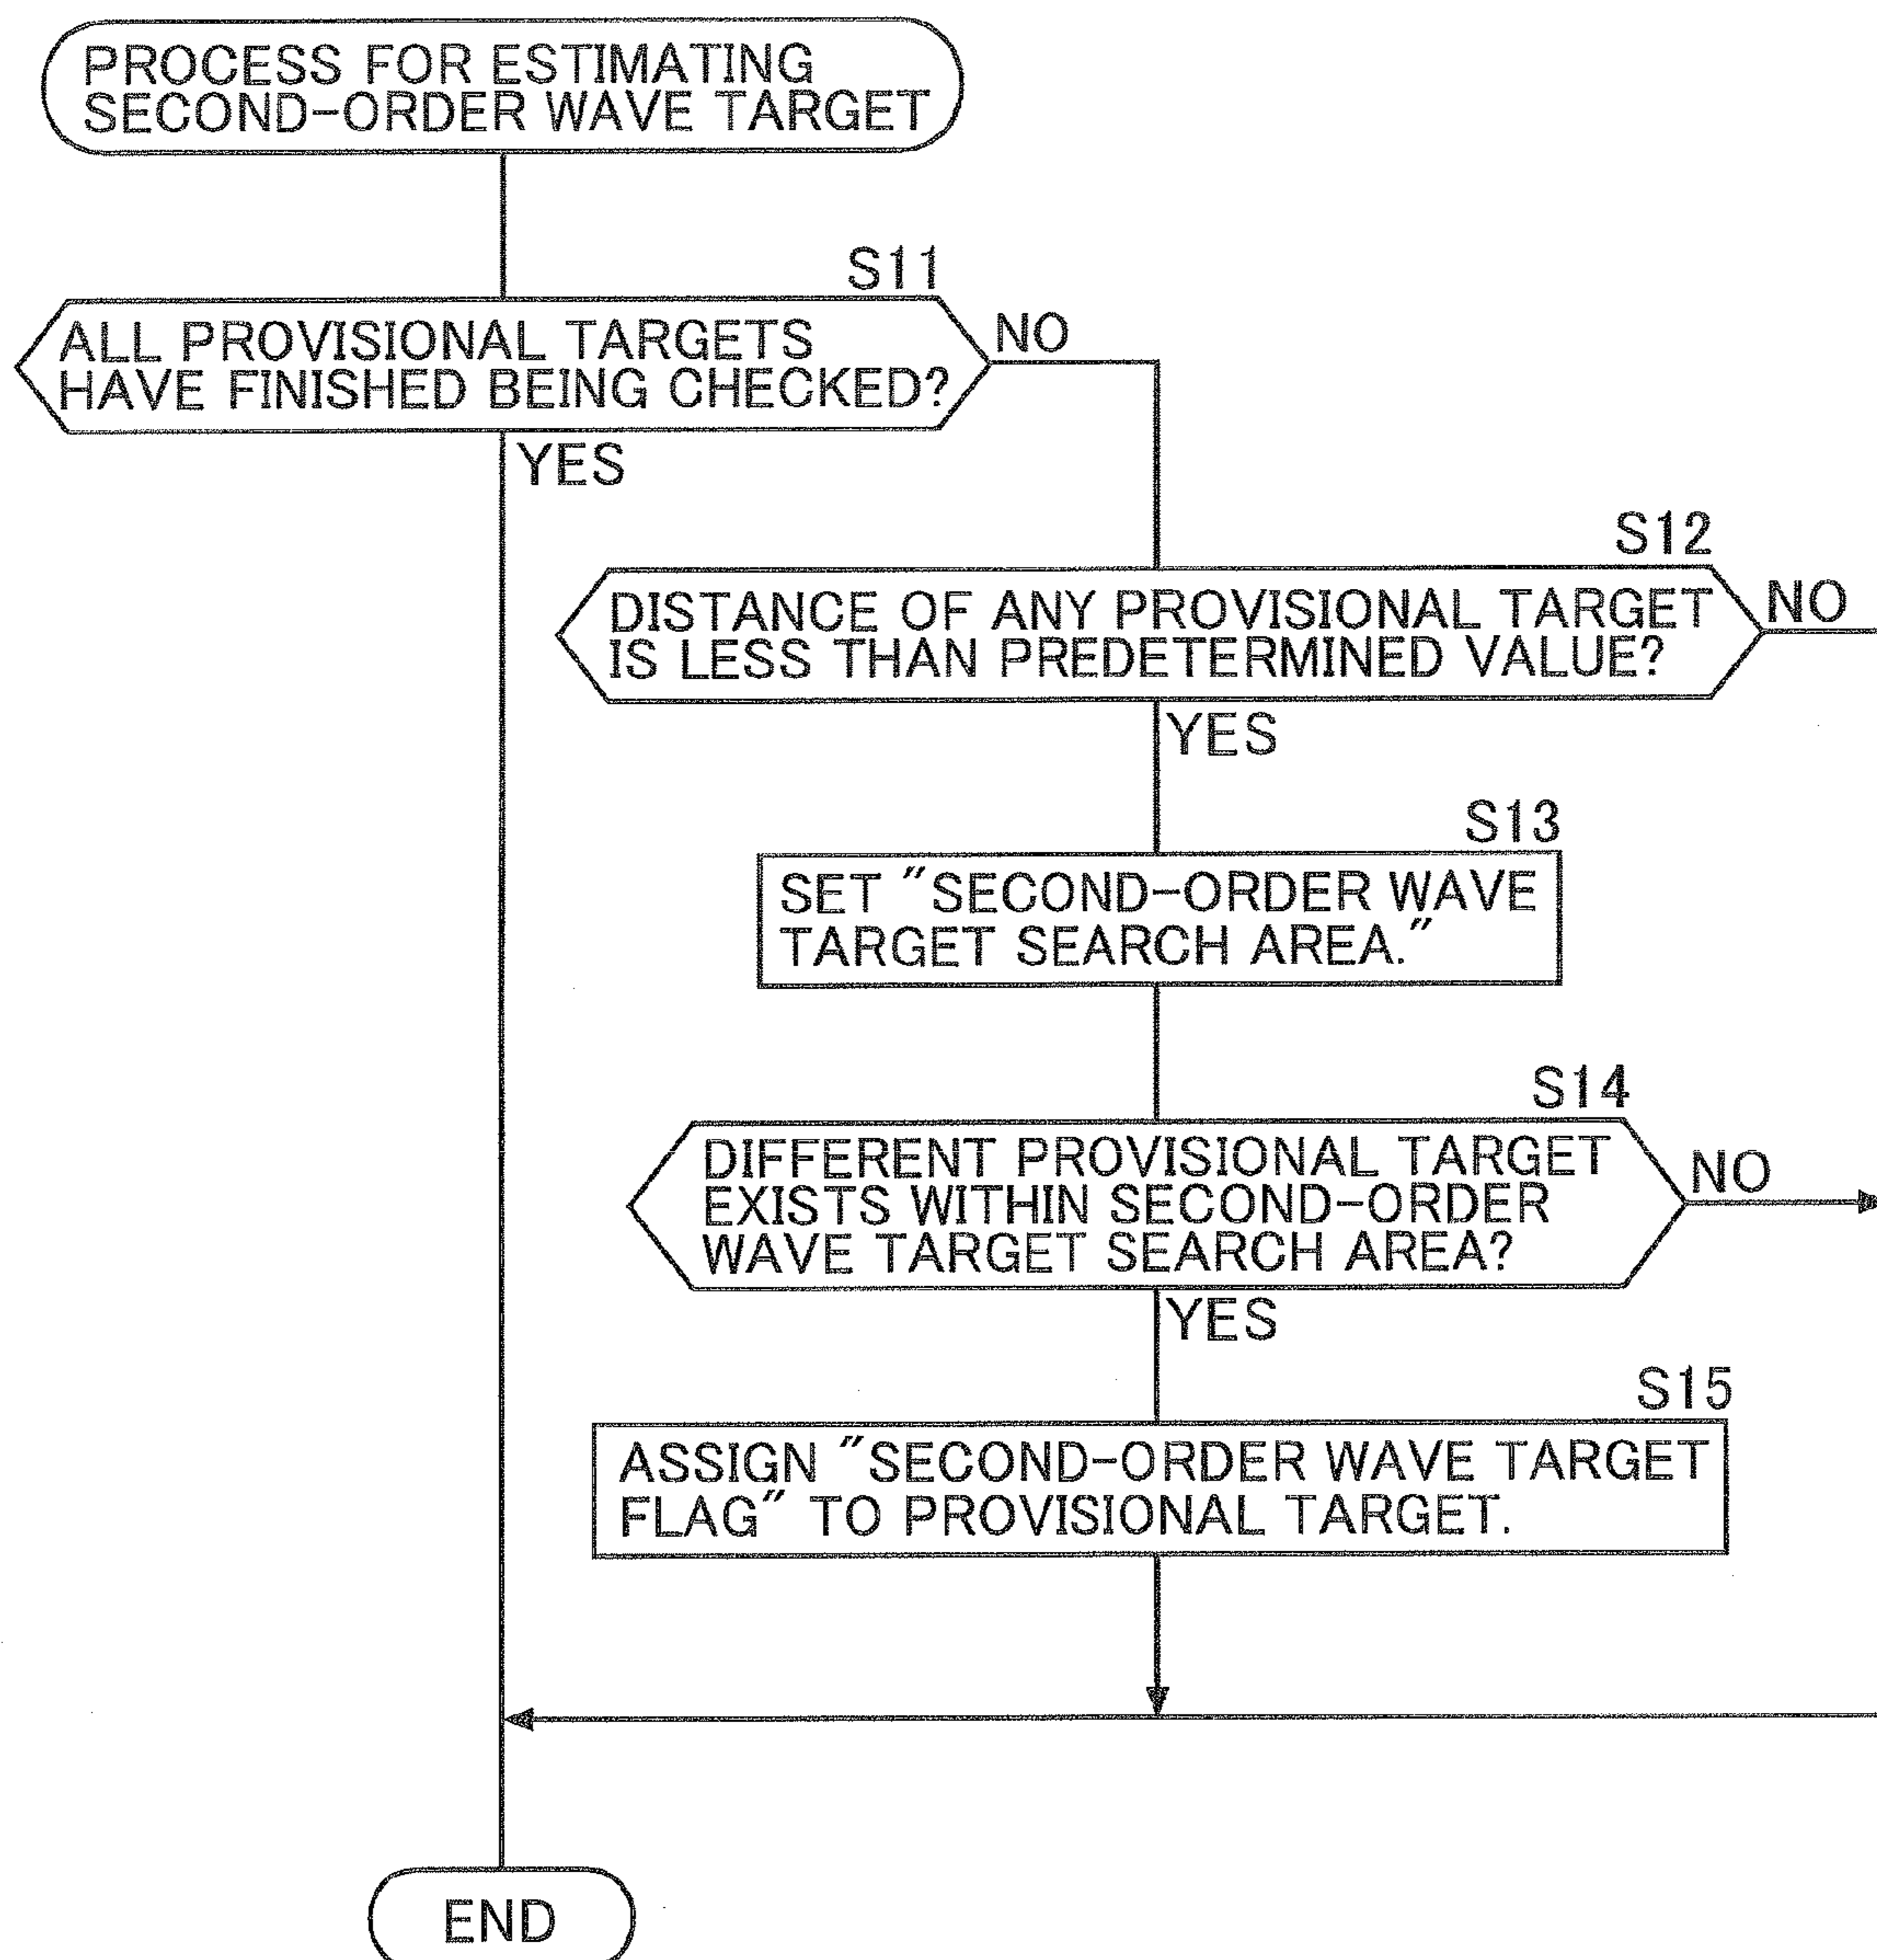 PROCESS FOR ESTIMATING
SECOND-ORDER WAVE TARGET
S11
ALL PROVISIONAL TARGETS
HAVE FINISHED BEING CHECKED?
NO
YES
S12
DISTANCE OF ANY PROVISIONAL TARGET
IS LESS THAN PREDETERMINED VALUE?
NO
YES
S13
SET "SECOND-ORDER WAVE
TARGET SEARCH AREA."
S14
DIFFERENT PROVISIONAL TARGET
EXISTS WITHIN SECOND-ORDER
WAVE TARGET SEARCH AREA?
NO
YES
S15
ASSIGN "SECOND-ORDER WAVE TARGET
FLAG" TO PROVISIONAL TARGET.
END